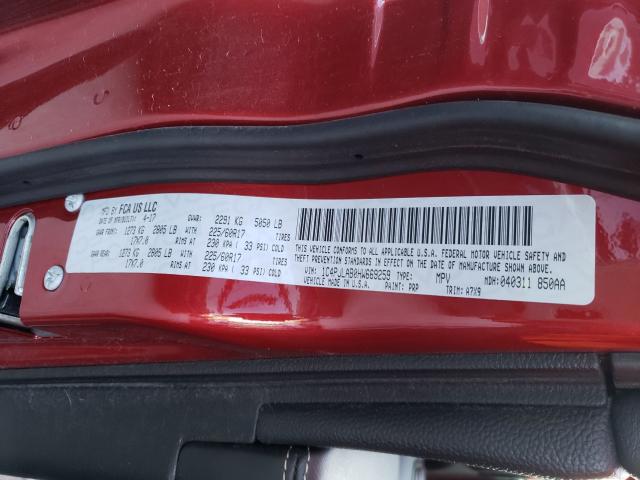 MFD BY FCA US LLC
DATE OF MFR/BUILT: 4-17 GVWR: 2291 KG 5050 LB
GAWR FRONT: 1273 KG 2805 LB WITH 225/60R17 TIRES
17X7.0 RIMS AT 230 KPA ( 33 PSI) COLD
GAWR REAR: 1273 KG 2805 LB WITH 225/60R17 TIRES
17X7.0 RIMS AT 230 KPA ( 33 PSI) COLD
THIS VEHICLE CONFORMS TO ALL APPLICABLE U.S.A. FEDERAL MOTOR VEHICLE SAFETY AND
THEFT PREVENTION STANDARDS IN EFFECT ON THE DATE OF MANUFACTURE SHOWN ABOVE.
VIN: TYPE: MPV MDH: 040311 850AA
VEHICLE MADE IN U.S.A. PAINT: PRP TRIM: A7X9